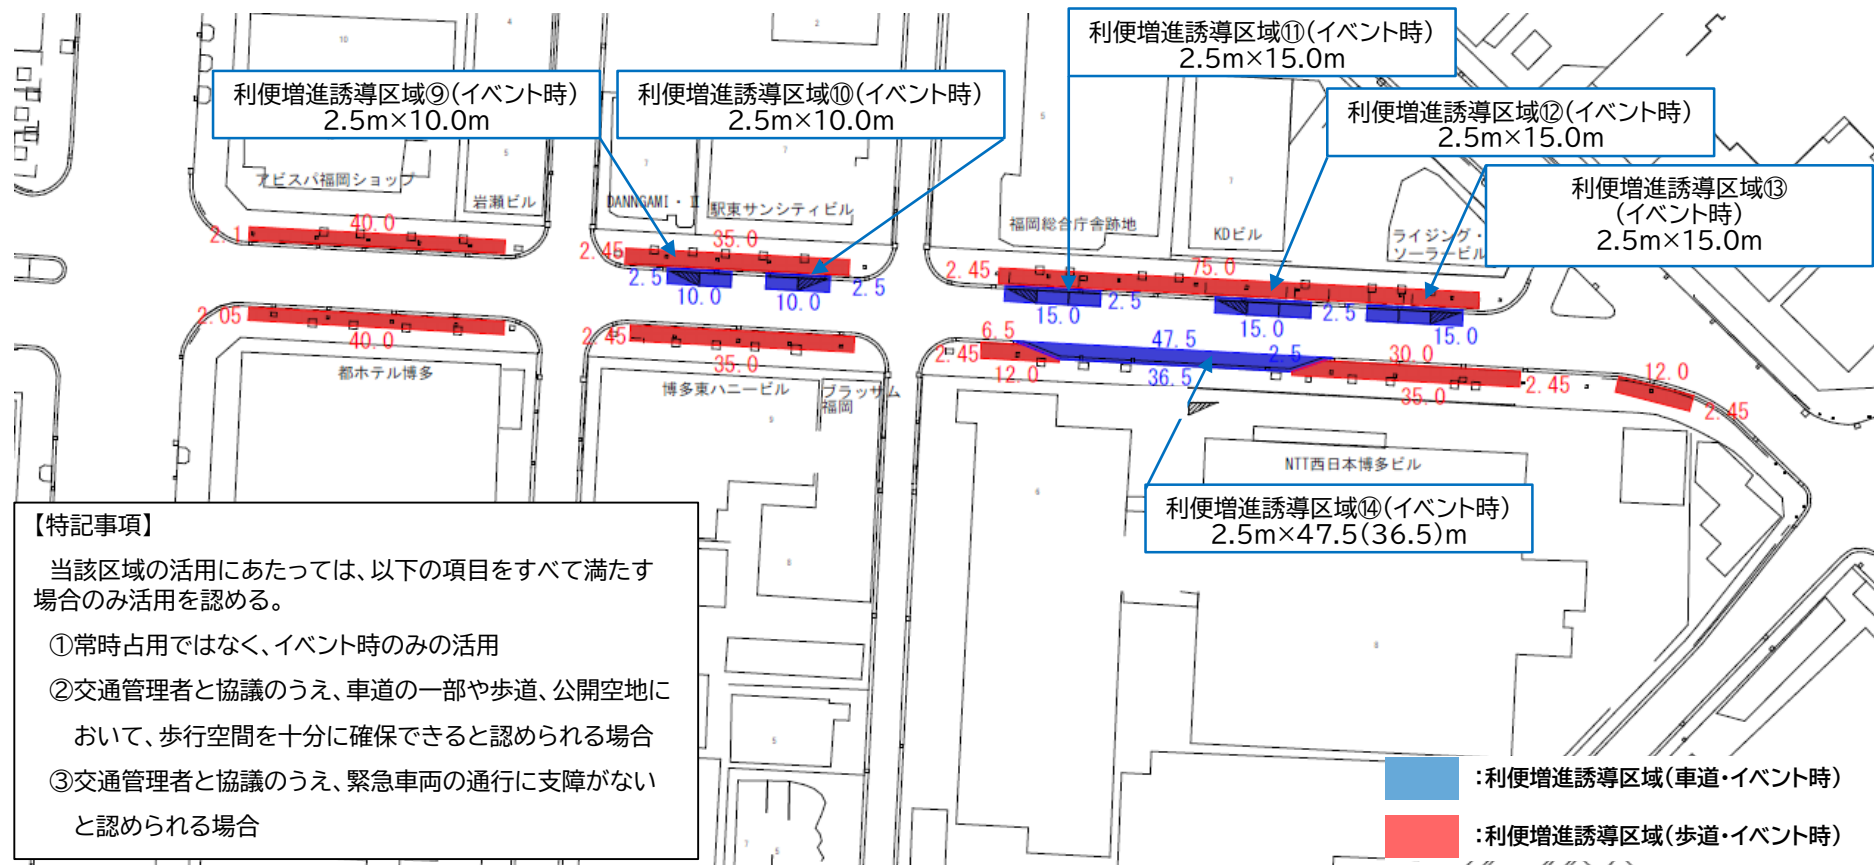 利便増進誘導区域⑪(イベント時)
2.5m×15.0m
利便増進誘導区域⑨(イベント時)
2.5m×10.0m
利便増進誘導区域⑩(イベント時)
2.5m×10.0m
利便増進誘導区域⑫(イベント時)
2.5m×15.0m
利便増進誘導区域⑬
(イベント時)
2.5m×15.0m
アビスパ福岡ショップ
岩瀬ビル
DANNGAMI・Ⅱ
駅東サンシティビル
福岡総合庁舎跡地
KDビル
ライジング・
ソーラービル
2.1
40.0
2.45
35.0
2.5
10.0
10.0
2.5
2.45
75.0
15.0
2.5
15.0
2.5
15.0
2.05
40.0
都ホテル博多
2.45
35.0
博多東ハニービル
ブラッサム
福岡
6.5
47.5
2.5
30.0
2.45
12.0
36.5
35.0
2.45
12.0
2.45
NTT西日本博多ビル
利便増進誘導区域⑭(イベント時)
2.5m×47.5(36.5)m
【特記事項】
当該区域の活用にあたっては、以下の項目をすべて満たす
場合のみ活用を認める。
①常時占用ではなく、イベント時のみの活用
②交通管理者と協議のうえ、車道の一部や歩道、公開空地に
おいて、歩行空間を十分に確保できると認められる場合
③交通管理者と協議のうえ、緊急車両の通行に支障がない
と認められる場合
:利便増進誘導区域(車道・イベント時)
:利便増進誘導区域(歩道・イベント時)